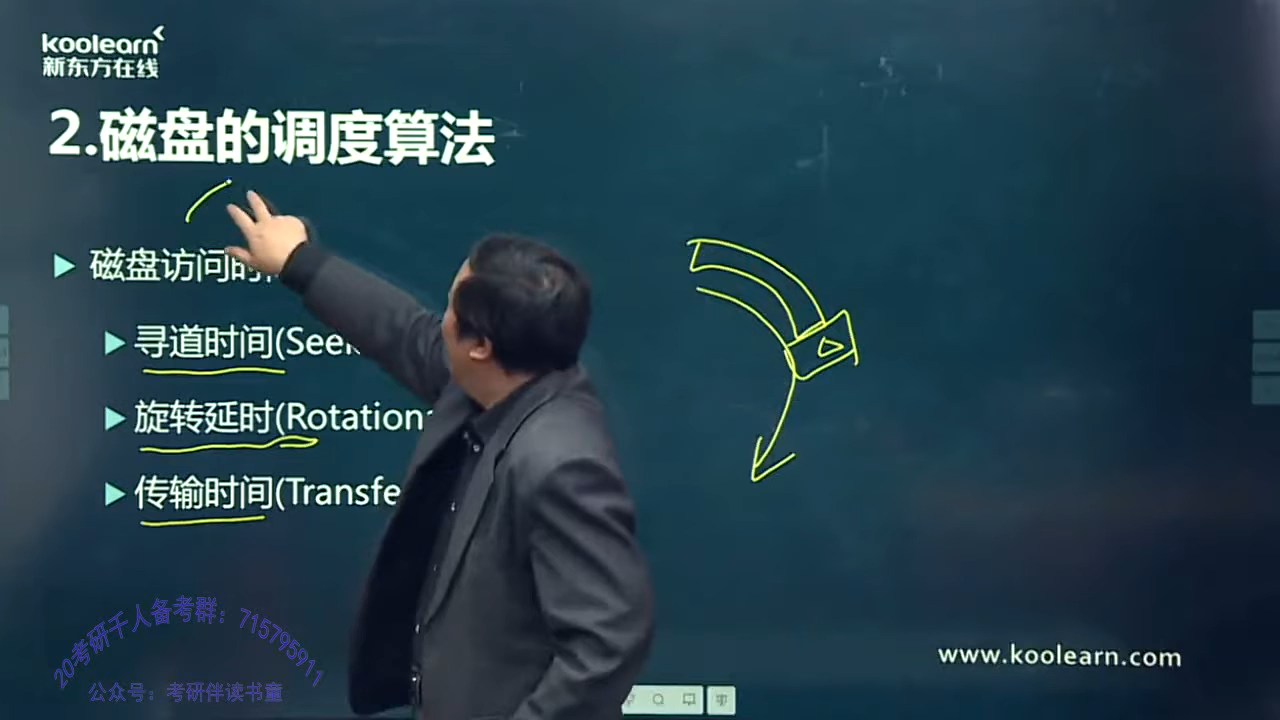 koolearn
新东方在线
2.磁盘的调度算法
磁盘访问的
寻道时间(Seek
旋转延时(Rotationa
传输时间(Transfe
20考研千人备考群：715795911
公众号：考研伴读书童
www.koolearn.com